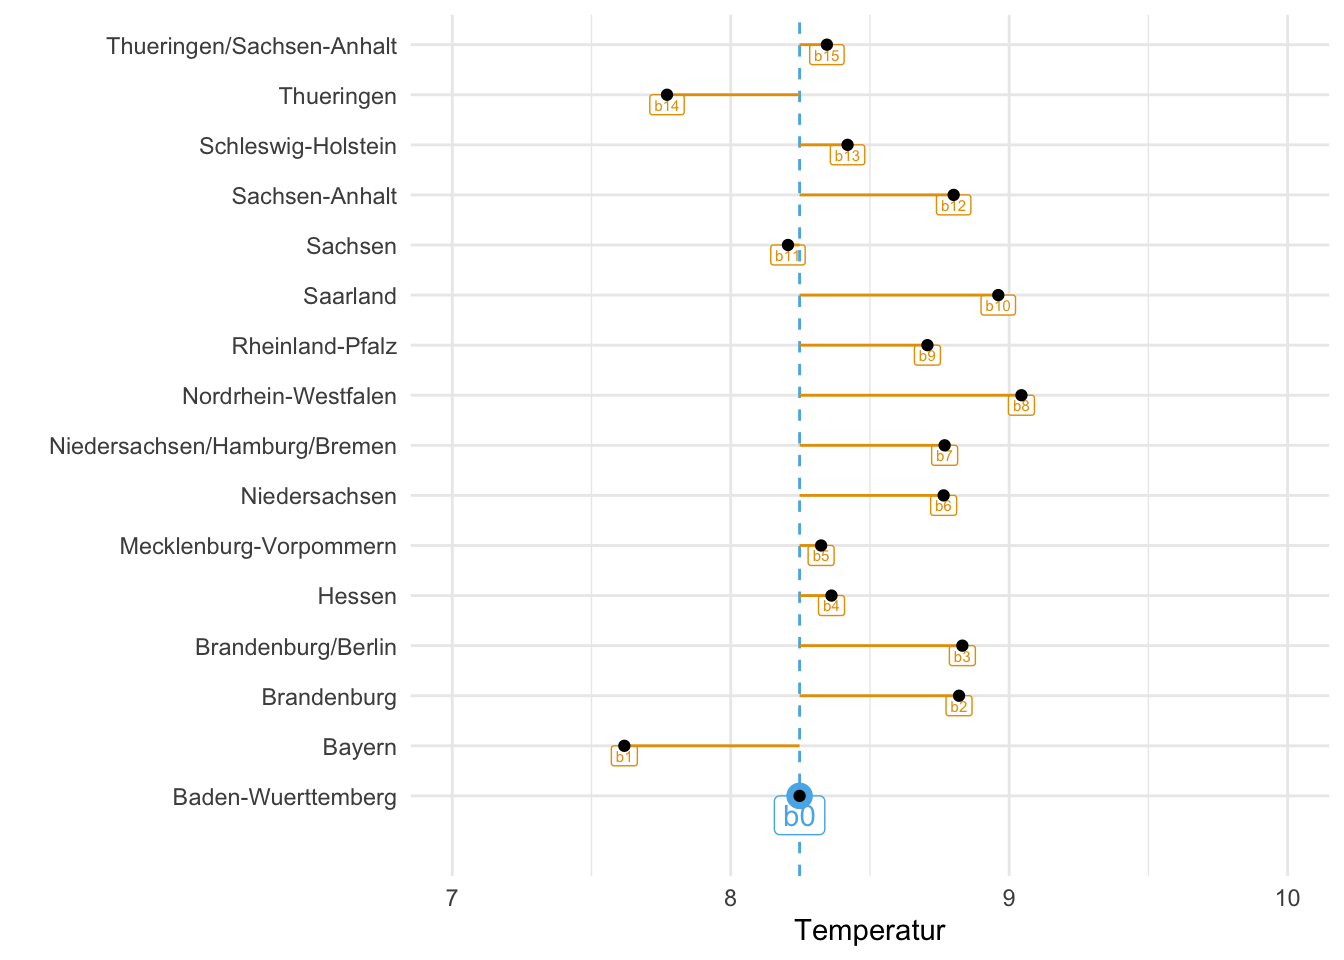 Thueringen/Sachsen-Anhalt
b15
Thueringen
b14
Schleswig-Holstein
b13
Sachsen-Anhalt
b12
Sachsen
b11
Saarland
b10
Rheinland-Pfalz
b9
Nordrhein-Westfalen
b8
Niedersachsen/Hamburg/Bremen
b7
Niedersachsen
b6
Mecklenburg-Vorpommern
b5
Hessen
b4
Brandenburg/Berlin
b3
Brandenburg
b2
Bayern
b1
Baden-Wuerttemberg
b0
7 8 9 10
Temperatur